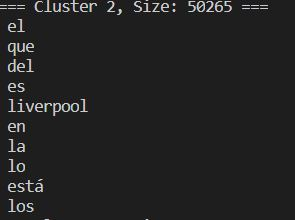 === Cluster 2, Size: 50265 ===
el
que
del
es
liverpool
en
la
lo
está
los